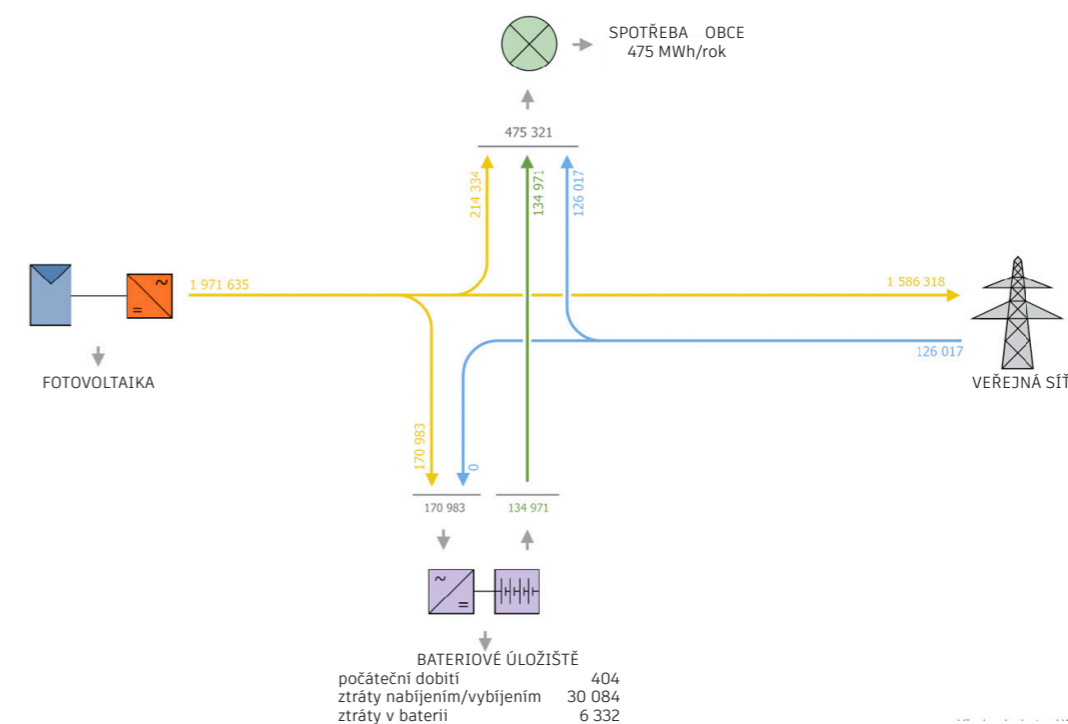 SPOTŘEBA OBCE
475 MWh/rok
475 321
214 334
134 971
126 017
1 971 635
1 586 318
126 017
FOTOVOLTAIKA
VEŘEJNÁ SÍŤ
170 983
0
170 983
134 971
BATERIOVÉ ÚLOŽIŠTĚ
počáteční dobití 404
ztráty nabíjením/vybíjením 30 084
ztráty v baterii 6 332